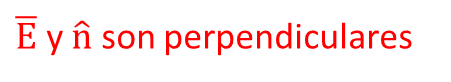 E̅ y n̂ son perpendiculares